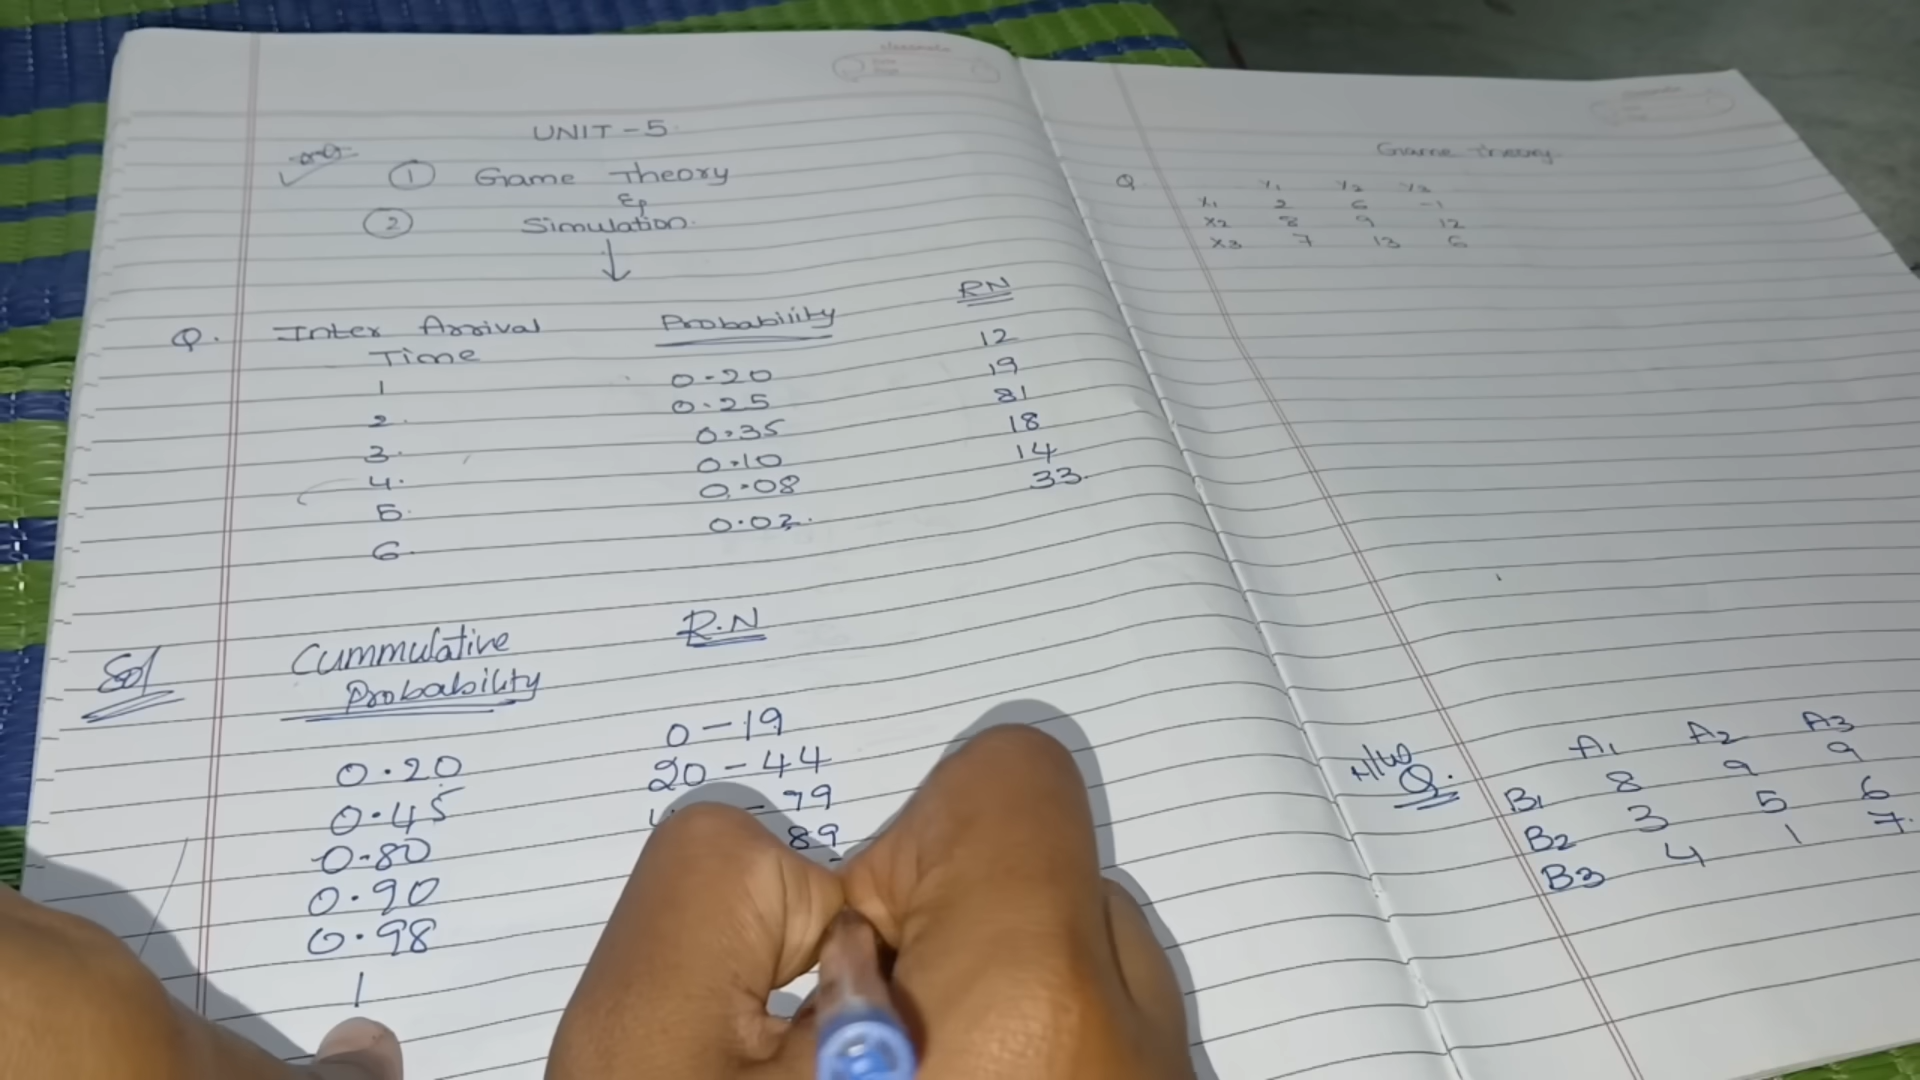 UNIT-5.
① Game Theory
&
② Simulation.
↓
Q. Inter Arrival Time Probability RN
1 0.20 12
2. 0.25 19
3. 0.35 81
4. 0.10 18
5. 0.08 14
6. 0.02. 33.
Sol Cummulative Probability R.N
0.20 0-19
0.45 20-44
0.80 -79
0.90 89
0.98
1
classmate
Game Theory.
Q Y1 Y2 Y3
X1 2 6 -1
X2 8 9 12
X3 7 13 6
H/W Q. A1 A2 A3
B1 8 9 9
B2 3 5 6
B3 4 1 7.